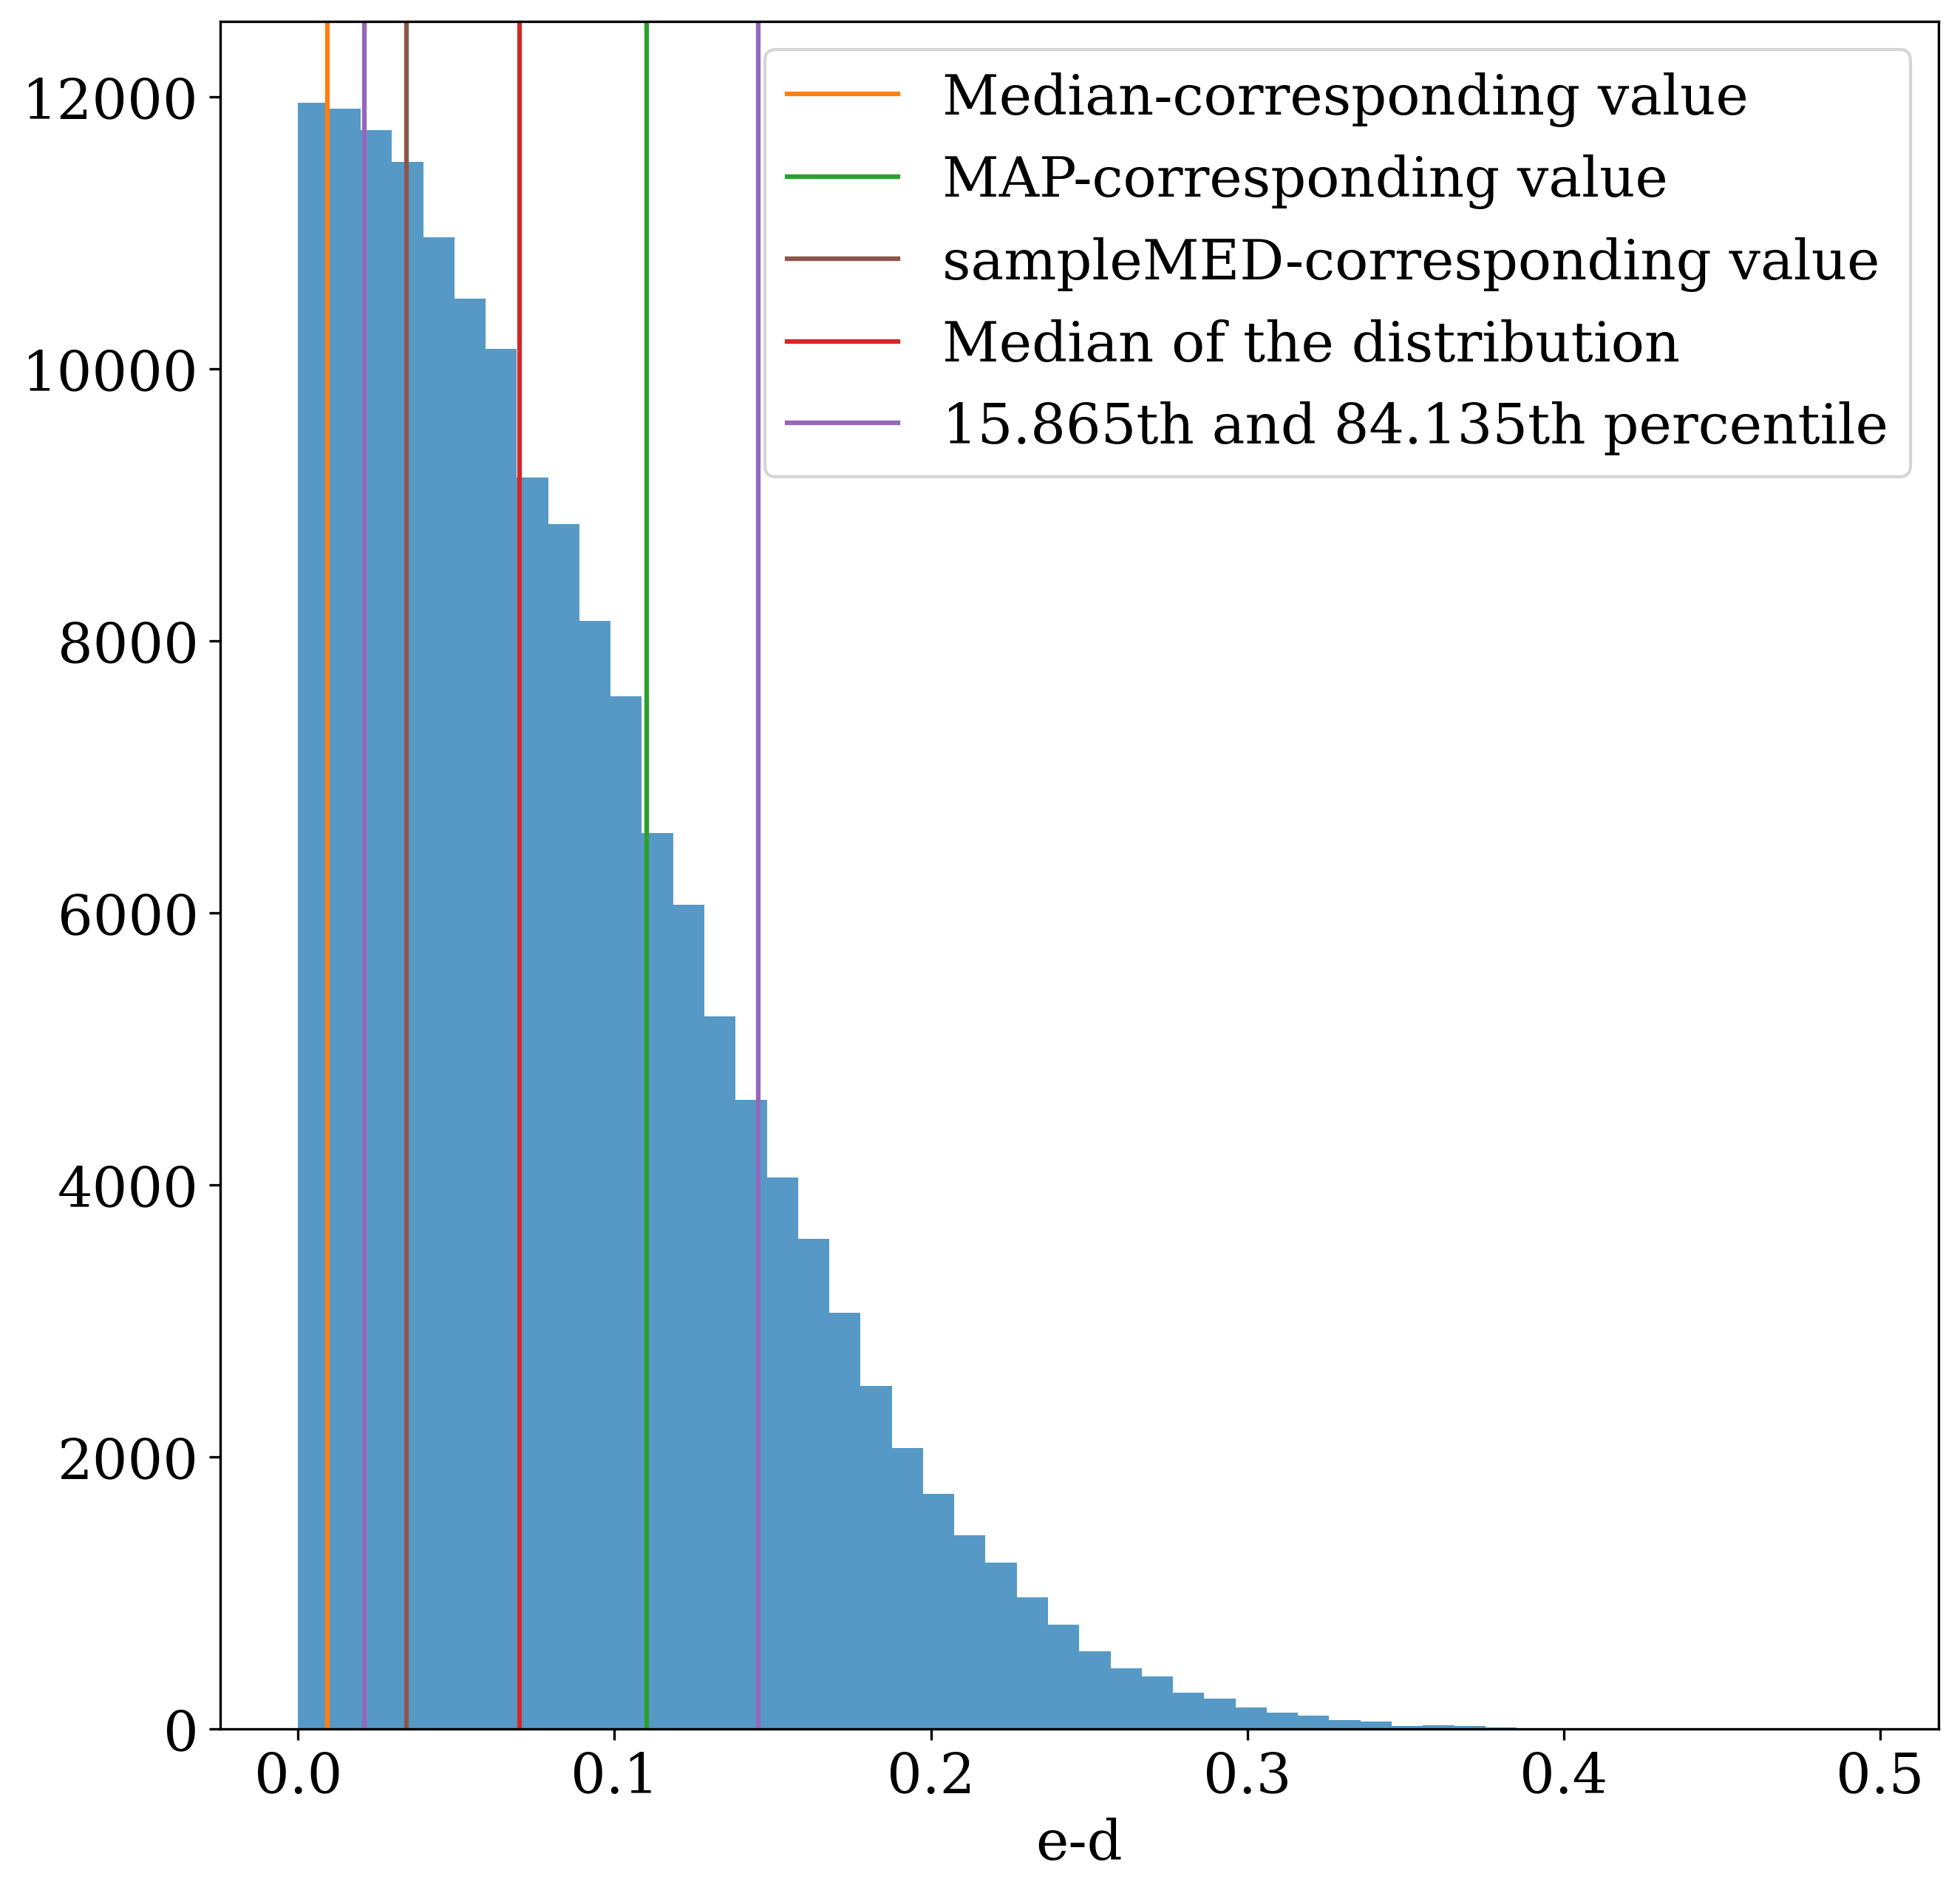 12000
10000
8000
6000
4000
2000
0
Median-corresponding value
MAP-corresponding value
sampleMED-corresponding value
Median of the distribution
15.865th and 84.135th percentile
0.0 0.1 0.2 0.3 0.4 0.5
e-d